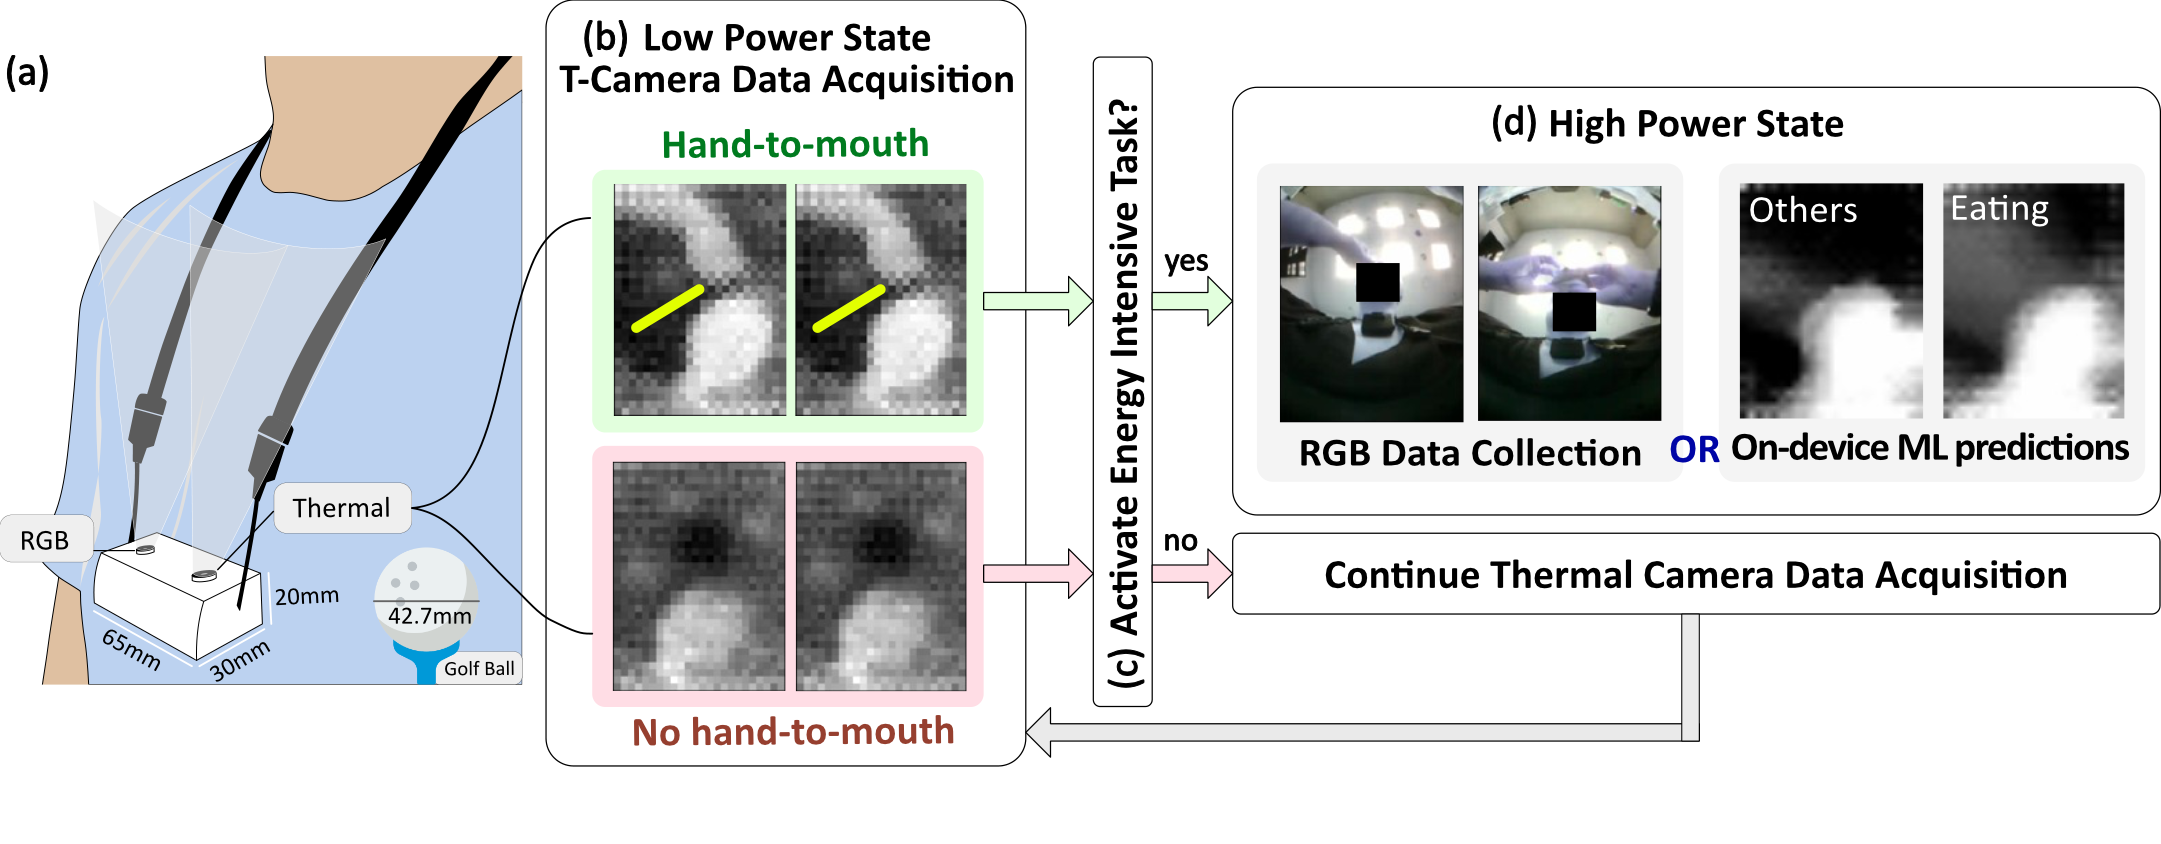 (a)
RGB
Thermal
20mm
65mm
30mm
42.7mm
Golf Ball
(b) Low Power State
T-Camera Data Acquisition
Hand-to-mouth
No hand-to-mouth
(c) Activate Energy Intensive Task?
yes
no
(d) High Power State
Others
Eating
RGB Data Collection
OR
On-device ML predictions
Continue Thermal Camera Data Acquisition